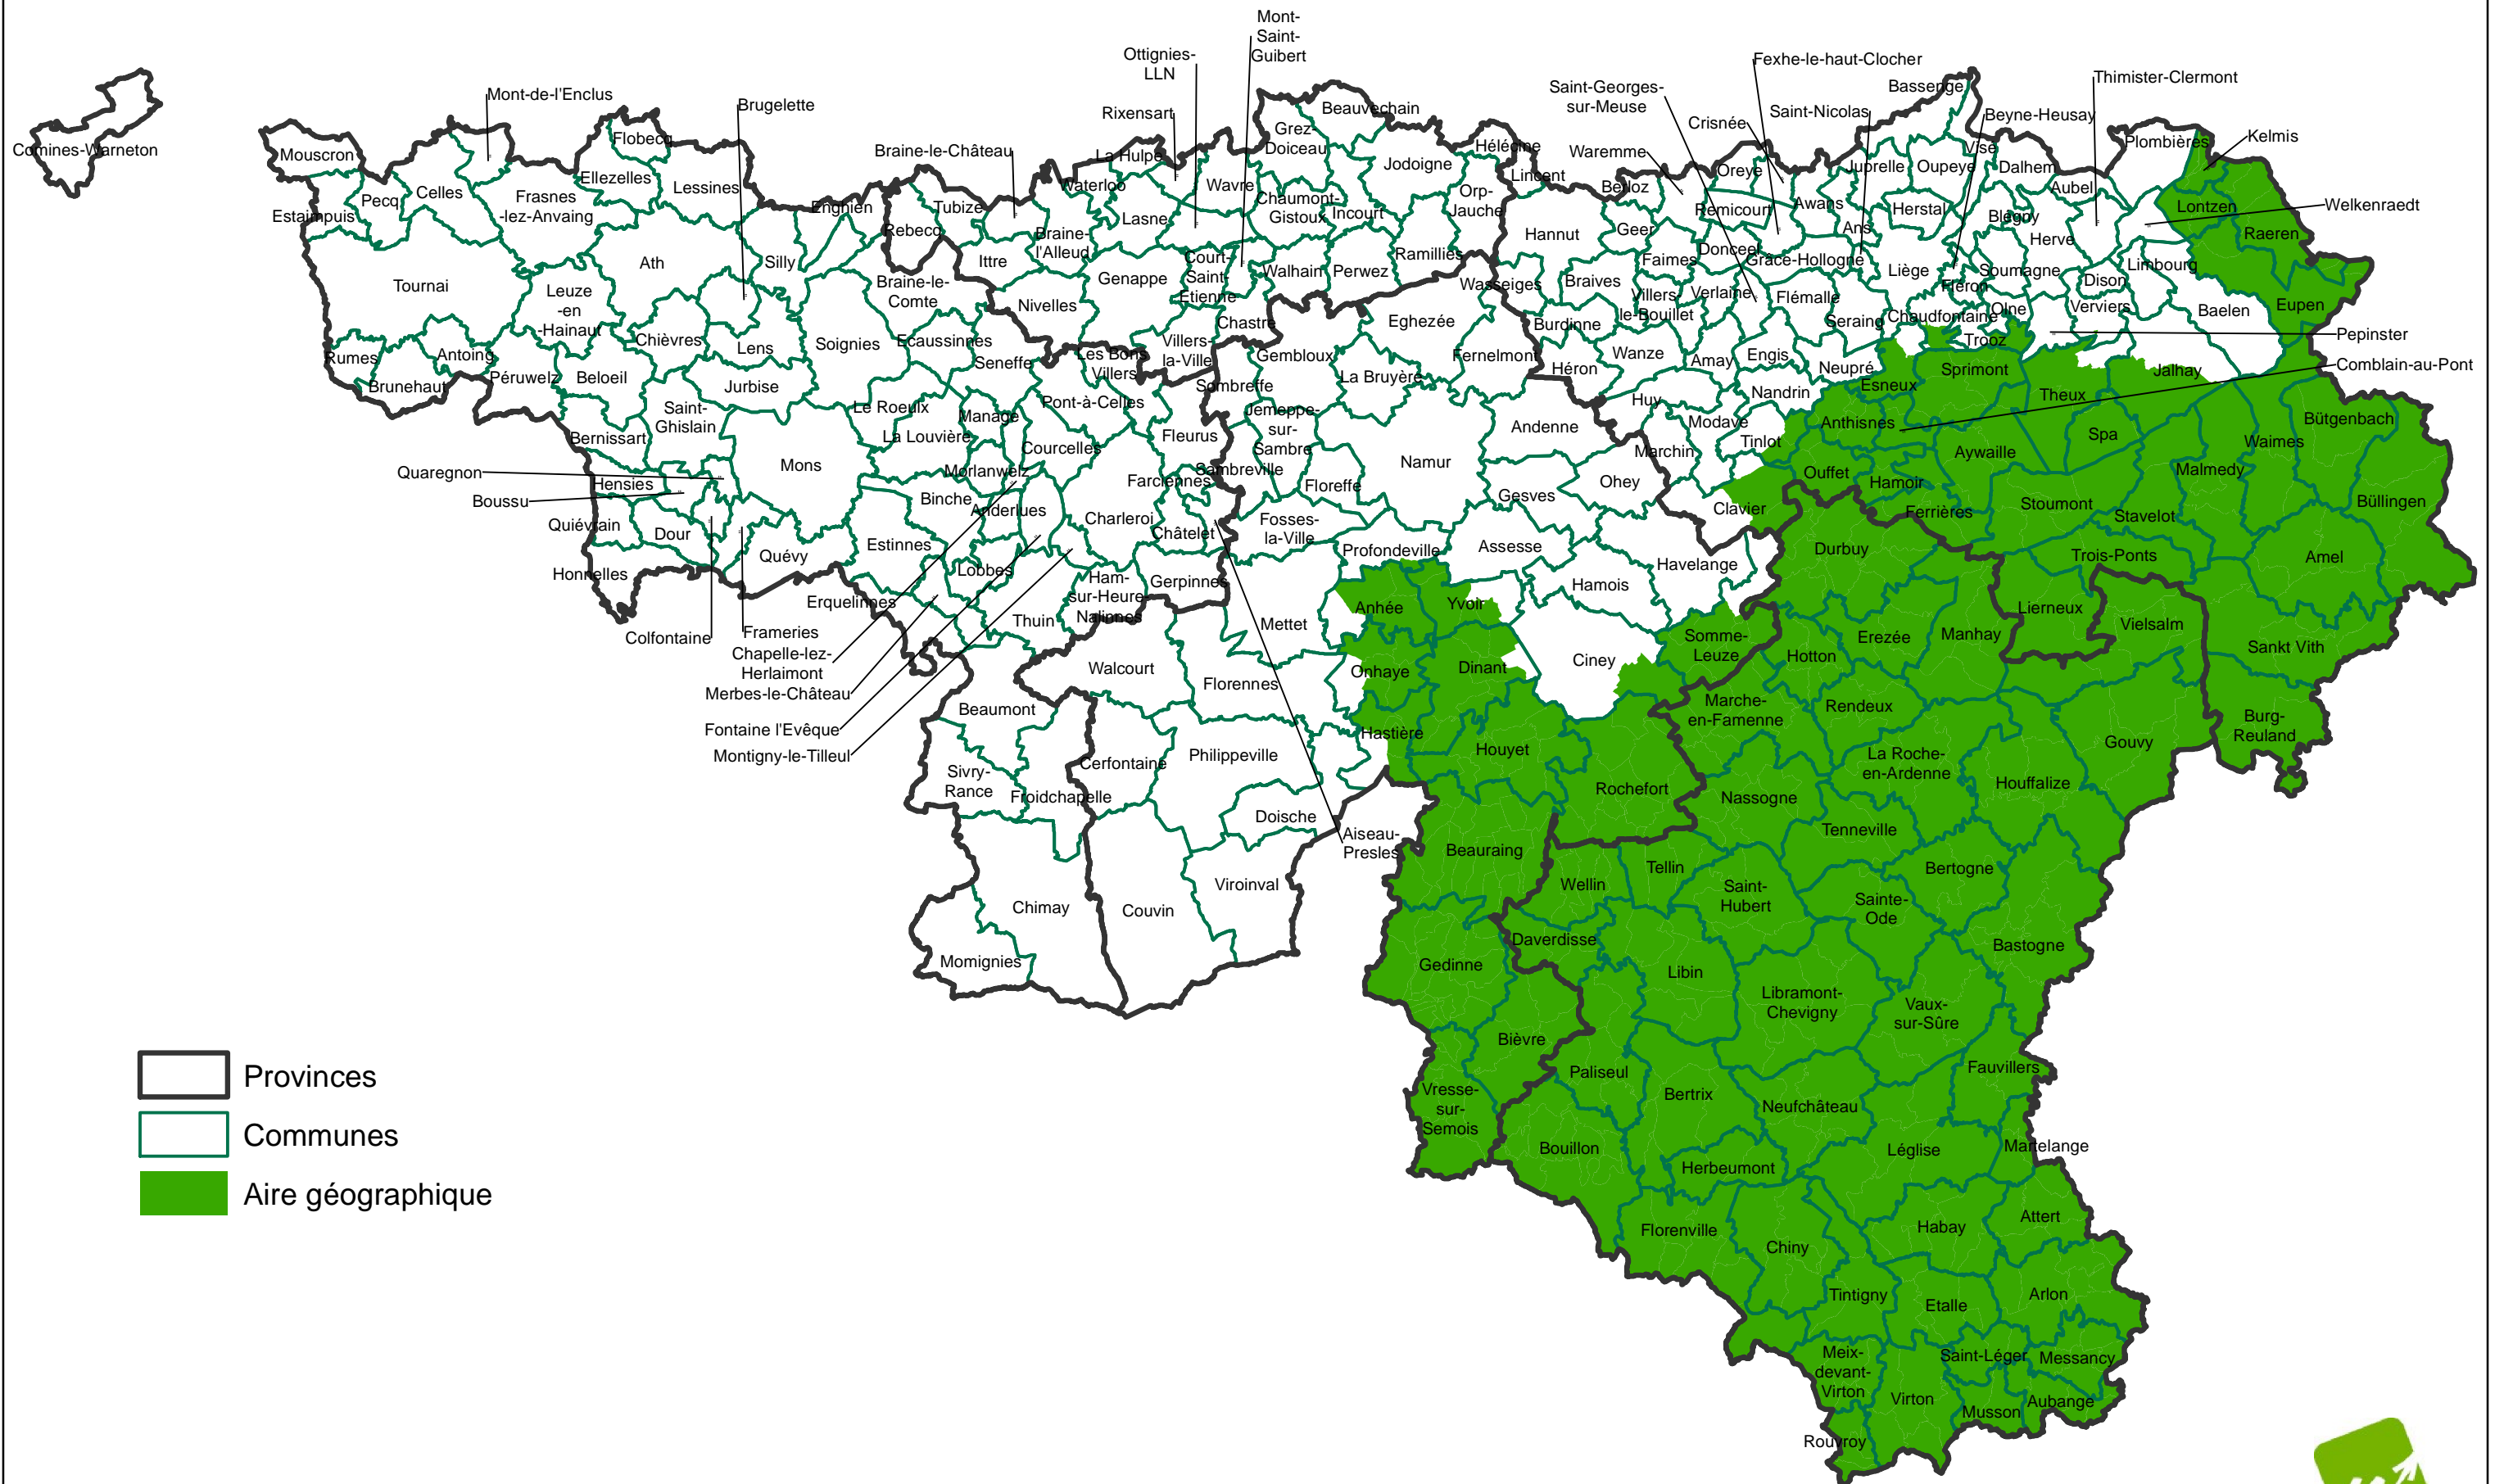 Mont-
Saint-
Guibert
Ottignies-
LLN
Fexhe-le-haut-Clocher
Thimister-Clermont
Saint-Georges-
sur-Meuse
Bassenge
Mont-de-l'Enclus
Brugelette
Rixensart
Beauvechain
Crisnée
Saint-Nicolas
Beyne-Heusay
Kelmis
Comines-Warneton
Mouscron
Flobecq
Braine-le-Château
La Hulpe
Grez-
Doiceau
Jodoigne
Hélécine
Waremme
Lincent
Berloz
Oreye
Juprelle
Oupeye
Visé
Dalhem
Aubel
Plombières
Estaimpuis
Pecq
Celles
Frasnes
-lez-Anvaing
Ellezelles
Lessines
Enghien
Rebecq
Tubize
Waterloo
Wavre
Lasne
Chaumont-
Gistoux
Incourt
Orp-
Jauche
Remicourt
Awans
Ans
Herstal
Blegny
Herve
Lontzen
Welkenraedt
Raeren
Tournai
Ath
Silly
Braine-le-
Comte
Ittre
Braine-
l'Alleud
Genappe
Court-
Saint-
Etienne
Walhain
Perwez
Ramillies
Hannut
Geer
Faimes
Donceel
Grâce-Hollogne
Liège
Soumagne
Fléron
Dison
Limbourg
Leuze
-en
-Hainaut
Nivelles
Chastre
Eghezée
Wasseiges
Braives
Villers-
le-Bouillet
Verlaine
Flémalle
Seraing
Chaudfontaine
Olne
Verviers
Baelen
Eupen
Rumes
Antoing
Brunehaut
Péruwelz
Beloeil
Chièvres
Lens
Jurbise
Soignies
Ecaussinnes
Seneffe
Les Bons
Villers
Villers-
la-Ville
Sombreffe
Gembloux
La Bruyère
Fernelmont
Burdinne
Héron
Wanze
Amay
Engis
Neupré
Esneux
Trooz
Sprimont
Pepinster
Comblain-au-Pont
Theux
Jalhay
Bernissart
Saint-
Ghislain
Le Roeulx
La Louvière
Manage
Pont-à-Celles
Courcelles
Fleurus
Jemeppe-
sur-
Sambre
Namur
Andenne
Huy
Nandrin
Modave
Tinlot
Marchin
Anthisnes
Aywaille
Spa
Waimes
Bütgenbach
Quaregnon
Boussu
Hensies
Mons
Morlanwelz
Binche
Anderlues
Farciennes
Sambreville
Floreffe
Gesves
Ohey
Clavier
Ouffet
Hamoir
Ferrières
Stoumont
Stavelot
Malmedy
Büllingen
Quiévrain
Dour
Quévy
Estinnes
Charleroi
Châtelet
Fosses-
la-Ville
Profondeville
Assesse
Hamois
Havelange
Durbuy
Trois-Ponts
Amel
Honnelles
Colfontaine
Frameries
Erquelinnes
Lobbes
Thuin
Ham-
sur-Heure-
Nalinnes
Gerpinnes
Mettet
Anhée
Yvoir
Chapelle-lez-
Herlaimont
Merbes-le-Château
Fontaine l'Evêque
Montigny-le-Tilleul
Walcourt
Florennes
Onhaye
Dinant
Ciney
Somme-
Leuze
Hotton
Erezée
Manhay
Lierneux
Vielsalm
Sankt Vith
Beaumont
Sivry-
Rance
Froidchapelle
Cerfontaine
Philippeville
Hastière
Houyet
Rochefort
Marche-
en-Famenne
Rendeux
La Roche-
en-Ardenne
Houffalize
Gouvy
Burg-
Reuland
Doische
Aiseau-
Presles
Beauraing
Nassogne
Tenneville
Bertogne
Chimay
Couvin
Viroinval
Wellin
Tellin
Saint-
Hubert
Sainte-
Ode
Momignies
Gedinne
Daverdisse
Libin
Libramont-
Chevigny
Vaux-
sur-Sûre
Bastogne
Bièvre
Paliseul
Bertrix
Neufchâteau
Fauvillers
Vresse-
sur-
Semois
Bouillon
Herbeumont
Léglise
Martelange
Florenville
Chiny
Habay
Attert
Tintigny
Etalle
Arlon
Meix-
devant-
Virton
Saint-Léger
Messancy
Virton
Musson
Aubange
Rouvroy
Provinces
Communes
Aire géographique